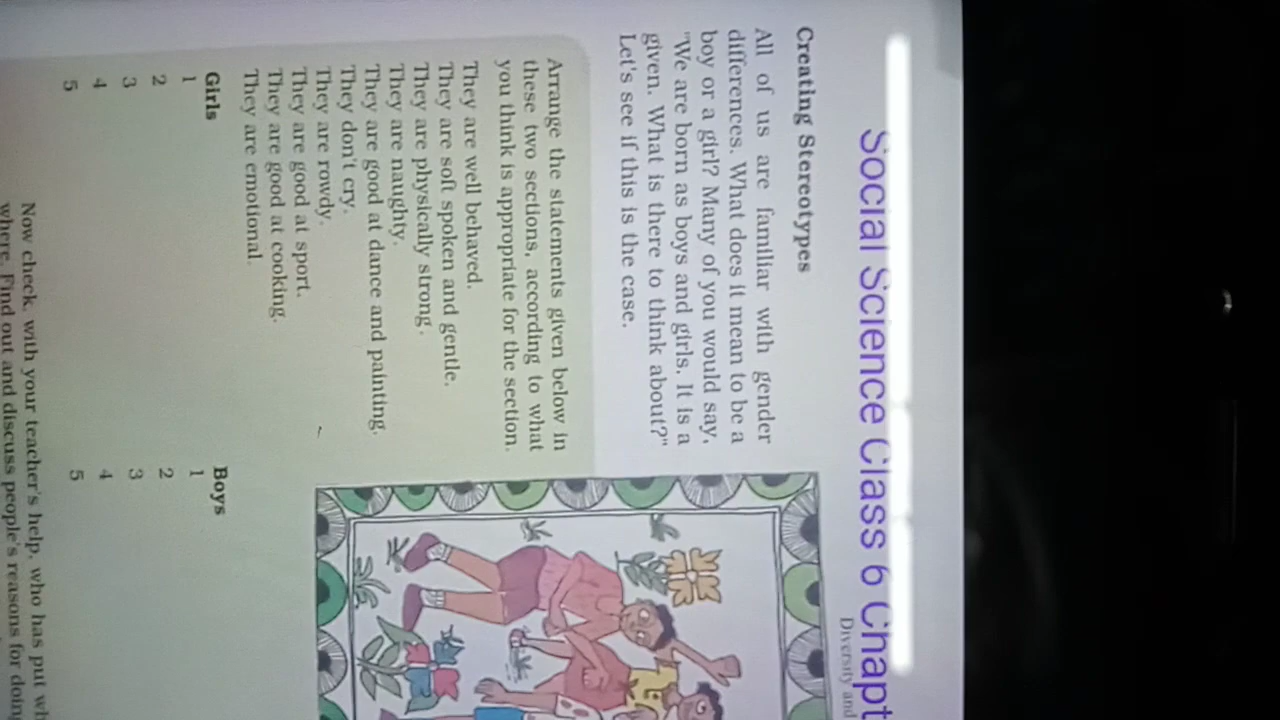 Social Science Class 6 Chapt
Diversity and
Creating Stereotypes
All of us are familiar with gender
differences. What does it mean to be a
boy or a girl? Many of you would say,
"We are born as boys and girls. It is a
given. What is there to think about?"
Let's see if this is the case.
Arrange the statements given below in
these two sections, according to what
you think is appropriate for the section.
They are well behaved.
They are soft spoken and gentle.
They are physically strong.
They are naughty.
They are good at dance and painting.
They don't cry.
They are rowdy.
They are good at sport.
They are good at cooking.
They are emotional.
Girls Boys
1 1
2 2
3 3
4 4
5 5
Now check, with your teacher's help, who has put wh
where. Find out and discuss people's reasons for doin